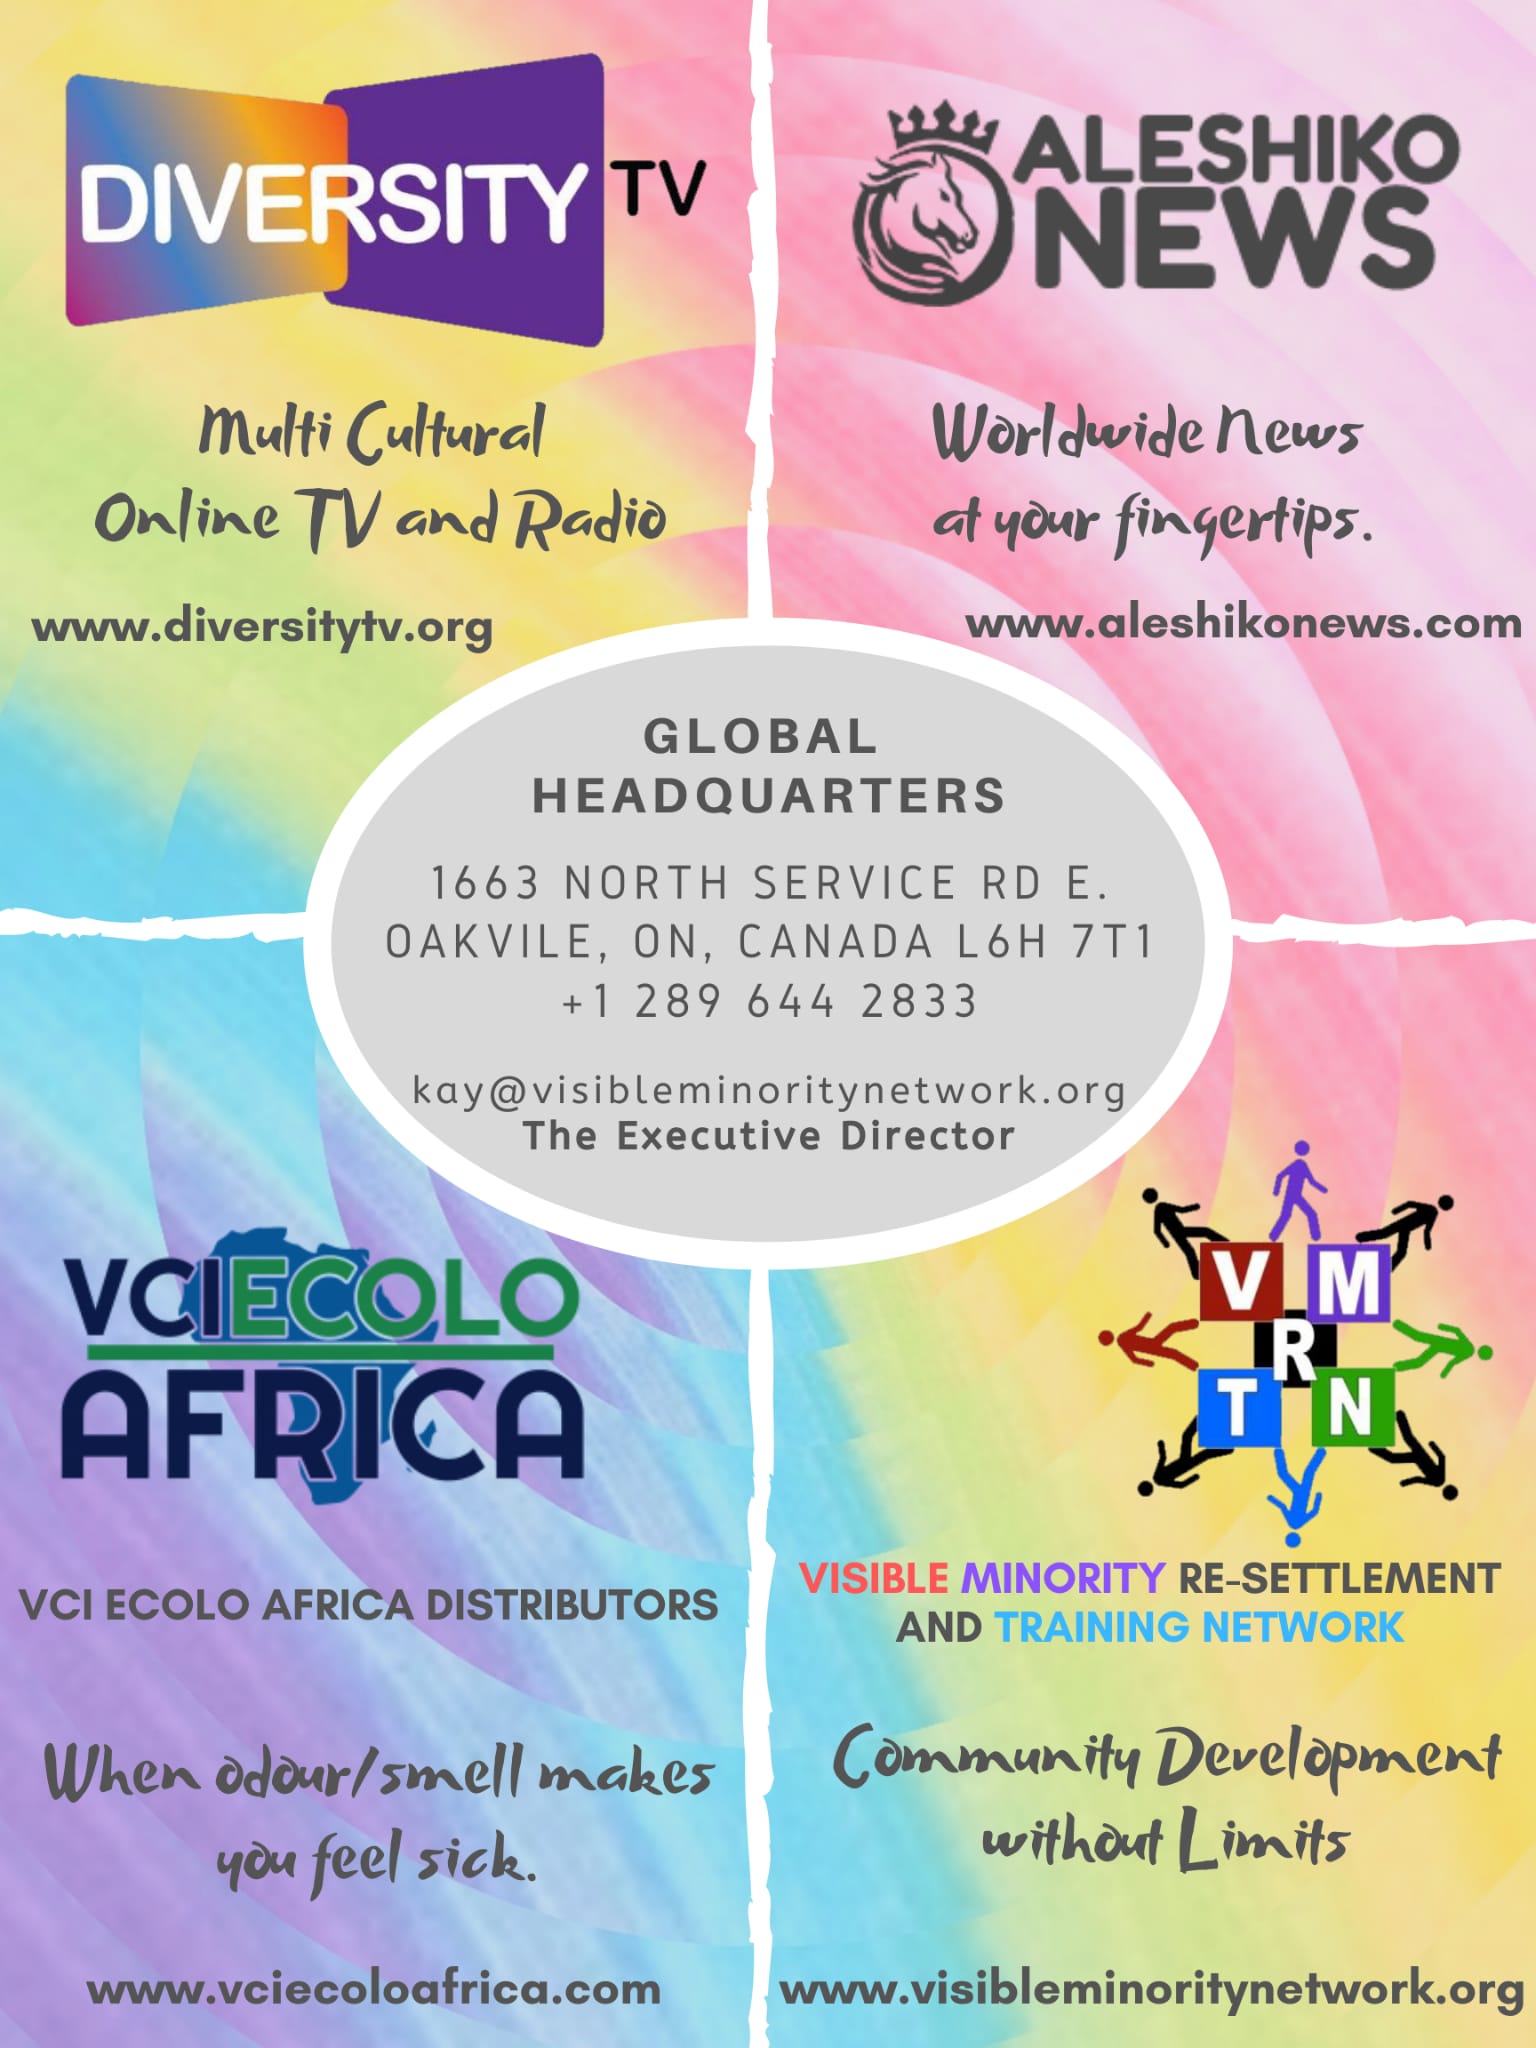 DIVERSITY TV
Multi Cultural
Online TV and Radio
www.diversitytv.org
ALESHIKO
NEWS
Worldwide News
at your fingertips.
www.aleshikonews.com
GLOBAL
HEADQUARTERS
1663 NORTH SERVICE RD E.
OAKVILE, ON, CANADA L6H 7T1
+1 289 644 2833
kay@visibleminoritynetwork.org
The Executive Director
VCIECOLO
AFRICA
VCI ECOLO AFRICA DISTRIBUTORS
When odour/smell makes
you feel sick.
www.vciecoloafrica.com
V M
R
T N
VISIBLE MINORITY RE-SETTLEMENT
AND TRAINING NETWORK
Community Development
without Limits
www.visibleminoritynetwork.org